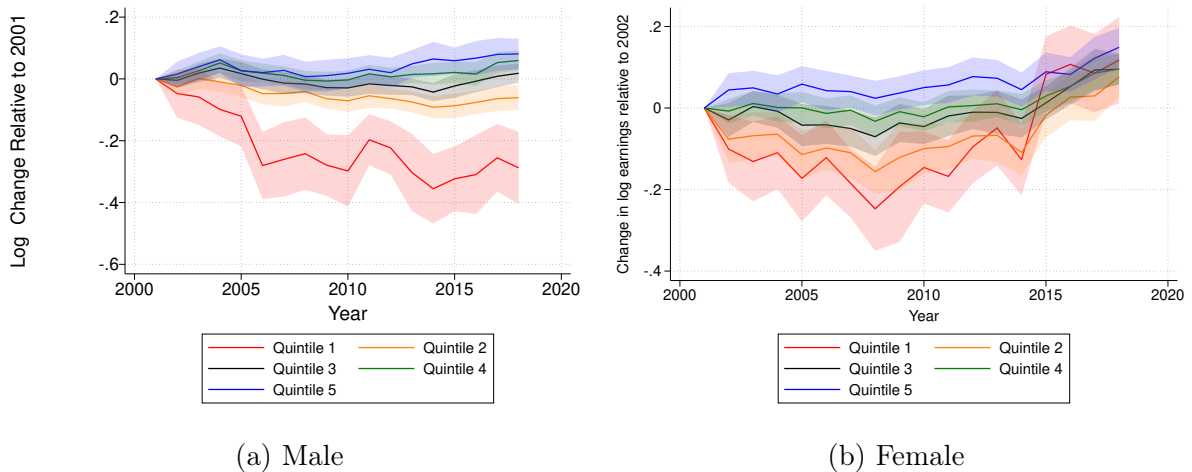 Log Change Relative to 2001
.2
0
-.2
-.4
-.6
2000 2005 2010 2015 2020
Year
Quintile 1 Quintile 2
Quintile 3 Quintile 4
Quintile 5
(a) Male
Change in log earnings relative to 2002
.2
0
-.2
-.4
2000 2005 2010 2015 2020
Year
Quintile 1 Quintile 2
Quintile 3 Quintile 4
Quintile 5
(b) Female